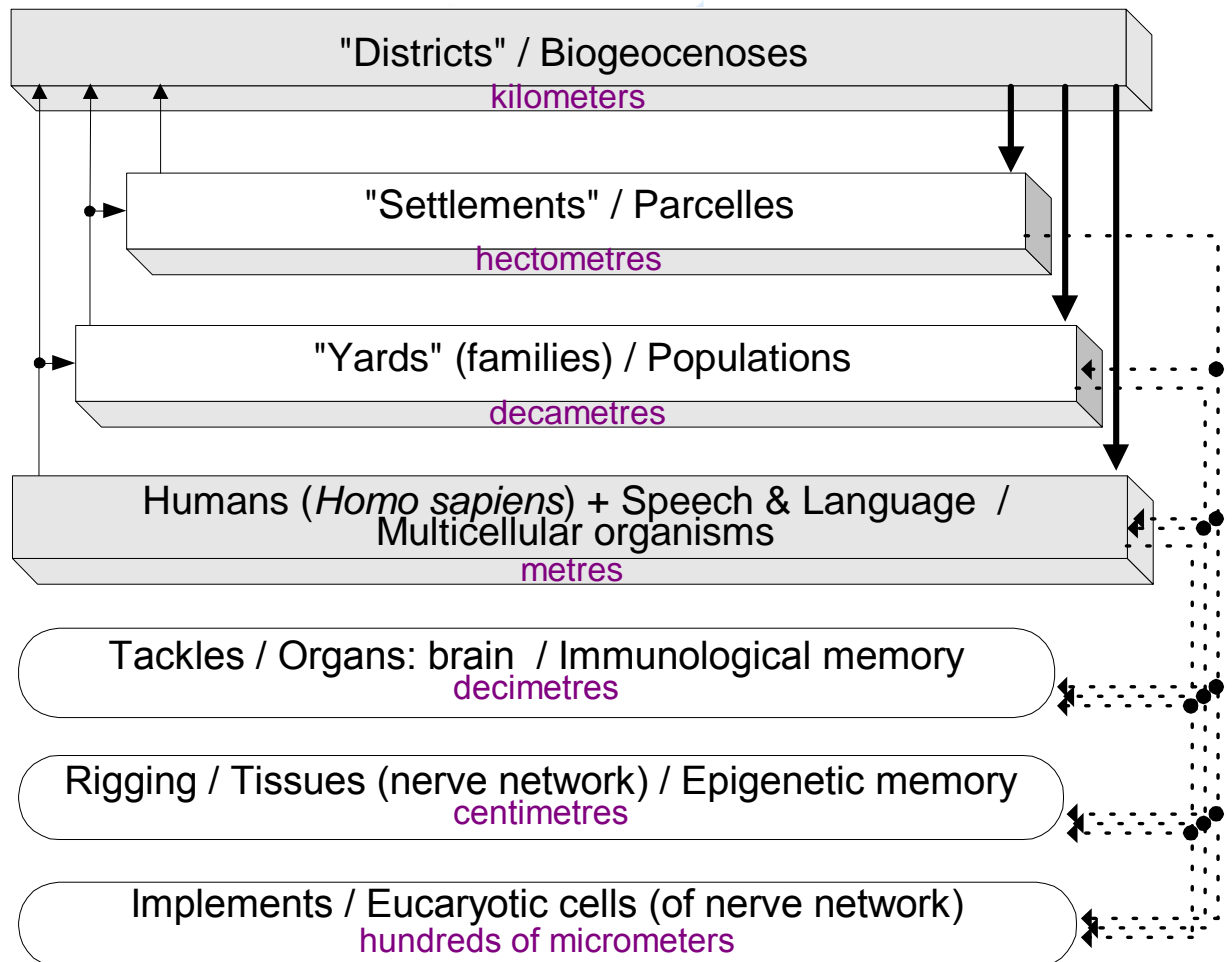 "Districts" / Biogeocenoses
kilometers
"Settlements" / Parcelles
hectometres
"Yards" (families) / Populations
decametres
Humans (Homo sapiens) + Speech & Language /
Multicellular organisms
metres
Tackles / Organs: brain / Immunological memory
decimetres
Rigging / Tissues (nerve network) / Epigenetic memory
centimetres
Implements / Eucaryotic cells (of nerve network)
hundreds of micrometers